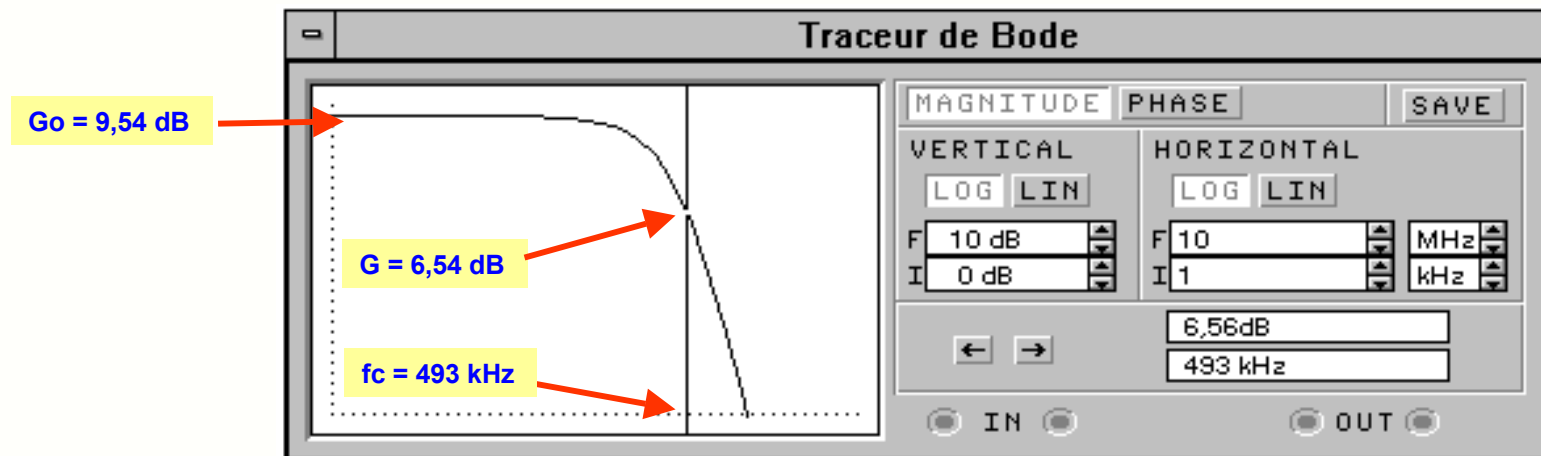 Traceur de Bode
Go = 9,54 dB
G = 6,54 dB
fc = 493 kHz
MAGNITUDE PHASE SAVE
VERTICAL HORIZONTAL
LOG LIN LOG LIN
F 10 dB F 10 MHz
I 0 dB I 1 kHz
6,56dB
493 kHz
IN OUT